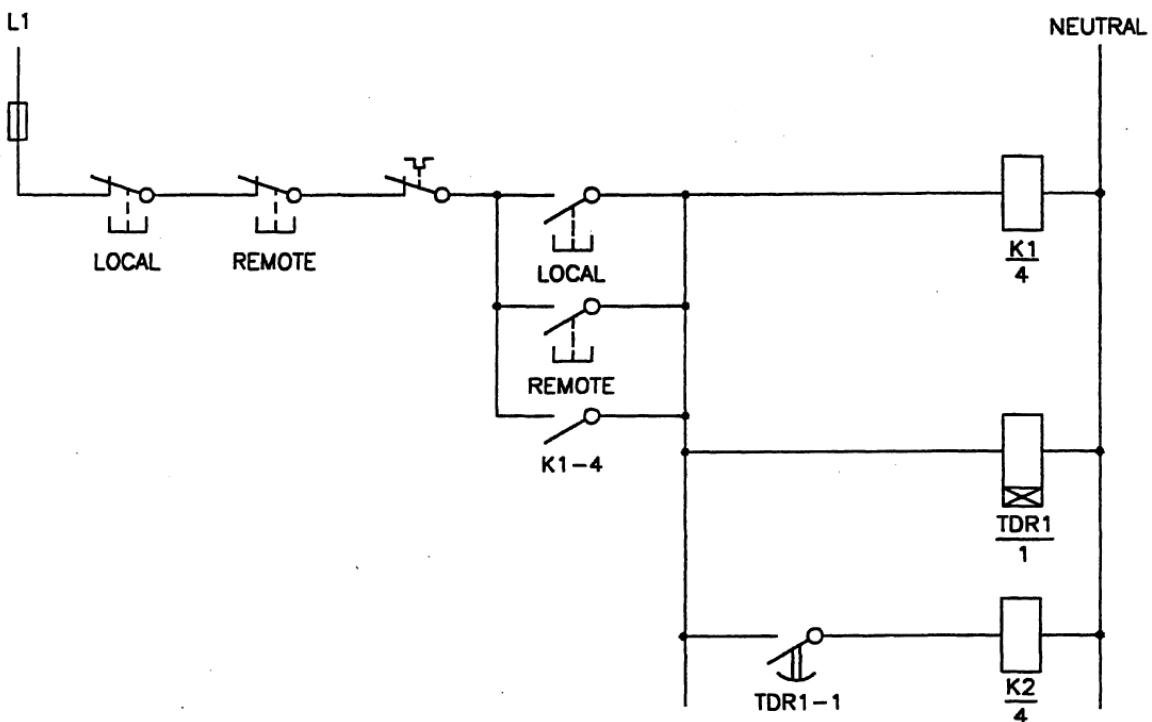 L1
NEUTRAL
LOCAL
REMOTE
LOCAL
K1
4
REMOTE
K1-4
TDR1
1
TDR1-1
K2
4